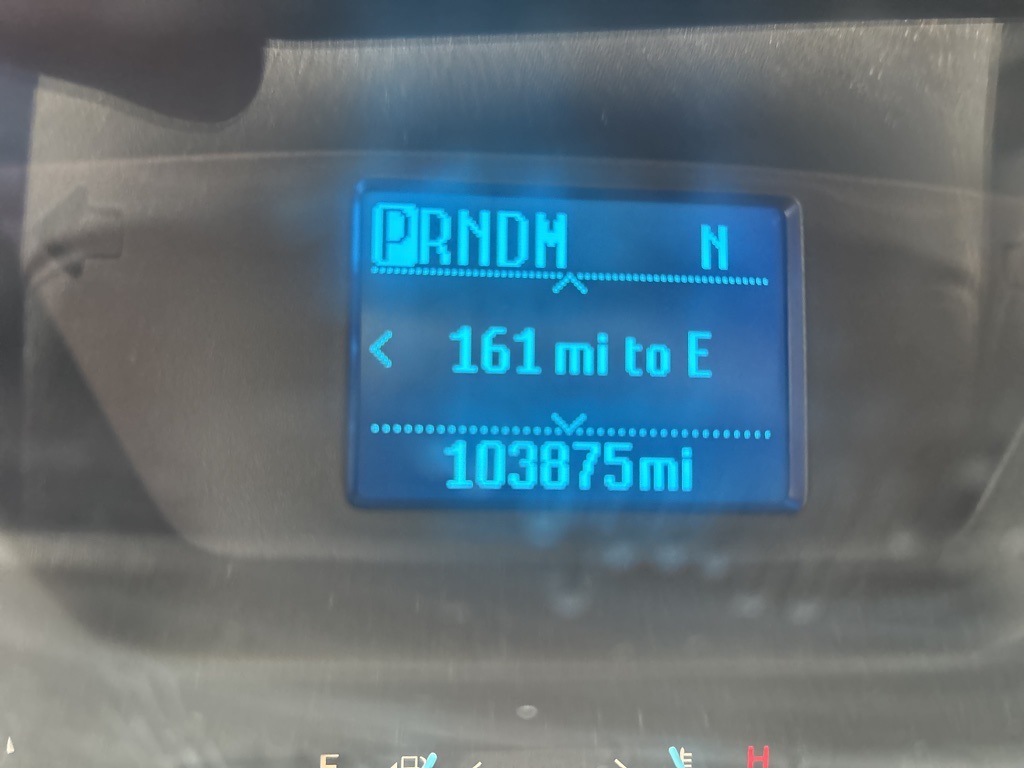 PRNDM N
< 161 mi to E
103875mi
H